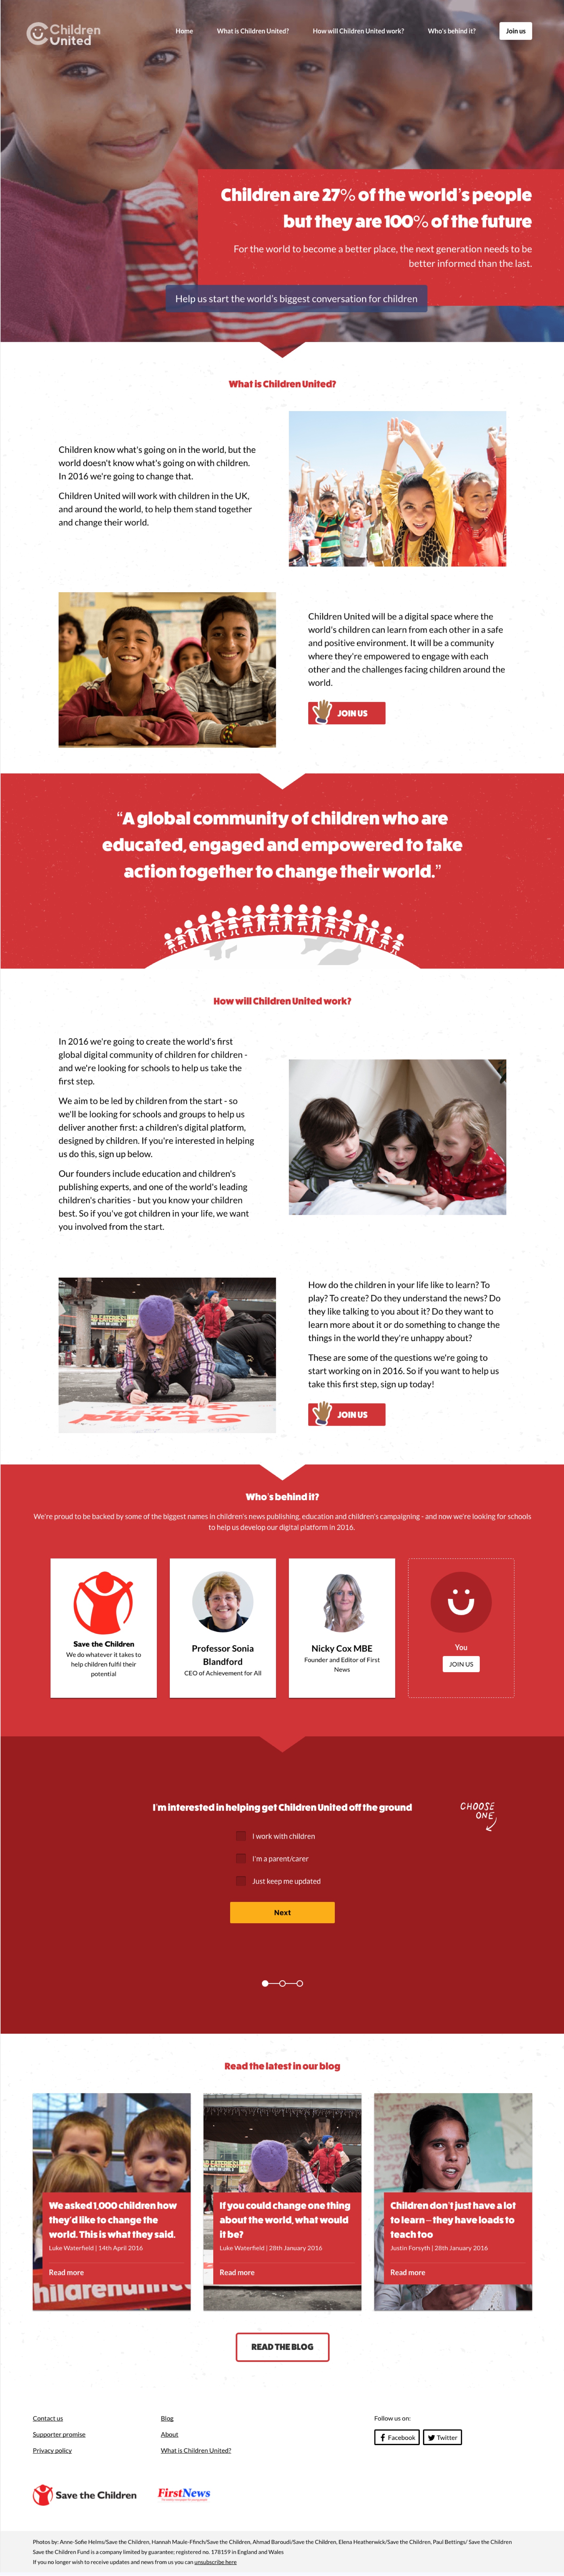 Children
United
Home
What is Children United?
How will Children United work?
Who's behind it?
Join us
Children are 27% of the world's people
but they are 100% of the future
For the world to become a better place, the next generation needs to be
better informed than the last.
Help us start the world's biggest conversation for children
What is Children United?
Children know what's going on in the world, but the
world doesn't know what's going on with children.
In 2016 we're going to change that.
Children United will work with children in the UK,
and around the world, to help them stand together
and change their world.
Children United will be a digital space where the
world's children can learn from each other in a safe
and positive environment. It will be a community
where they're empowered to engage with each
other and the challenges facing children around the
world.
JOIN US
“A global community of children who are
educated, engaged and empowered to take
action together to change their world.”
How will Children United work?
In 2016 we're going to create the world's first
global digital community of children for children -
and we're looking for schools to help us take the
first step.
We aim to be led by children from the start - so
we'll be looking for schools and groups to help us
deliver another first: a children's digital platform,
designed by children. If you're interested in helping
us do this, sign up below.
Our founders include education and children's
publishing experts, and one of the world's leading
children's charities - but you know your children
best. So if you've got children in your life, we want
you involved from the start.
How do the children in your life like to learn? To
play? To create? Do they understand the news? Do
they like talking to you about it? Do they want to
learn more about it or do something to change the
things in the world they're unhappy about?
These are some of the questions we're going to
start working on in 2016. So if you want to help us
take this first step, sign up today!
JOIN US
Who's behind it?
We're proud to be backed by some of the biggest names in children's news publishing, education and children's campaigning - and now we're looking for schools
to help us develop our digital platform in 2016.
Save the Children
We do whatever it takes to
help children fulfil their
potential
Professor Sonia
Blandford
CEO of Achievement for All
Nicky Cox MBE
Founder and Editor of First
News
You
JOIN US
I'm interested in helping get Children United off the ground
CHOOSE
ONE
I work with children
I'm a parent/carer
Just keep me updated
Next
Read the latest in our blog
We asked 1,000 children how
they'd like to change the
world. This is what they said.
Luke Waterfield | 14th April 2016
Read more
If you could change one thing
about the world, what would
it be?
Luke Waterfield | 28th January 2016
Read more
Children don't just have a lot
to learn – they have loads to
teach too
Justin Forsyth | 28th January 2016
Read more
READ THE BLOG
Contact us
Supporter promise
Privacy policy
Blog
About
What is Children United?
Follow us on:
Facebook
Twitter
Save the Children
FirstNews
Photos by: Anne-Sofie Helms/Save the Children, Hannah Maule-Ffinch/Save the Children, Ahmad Baroudi/Save the Children, Elena Heatherwick/Save the Children, Paul Bettings/ Save the Children
Save the Children Fund is a company limited by guarantee; registered no. 178159 in England and Wales
If you no longer wish to receive updates and news from us you can unsubscribe here